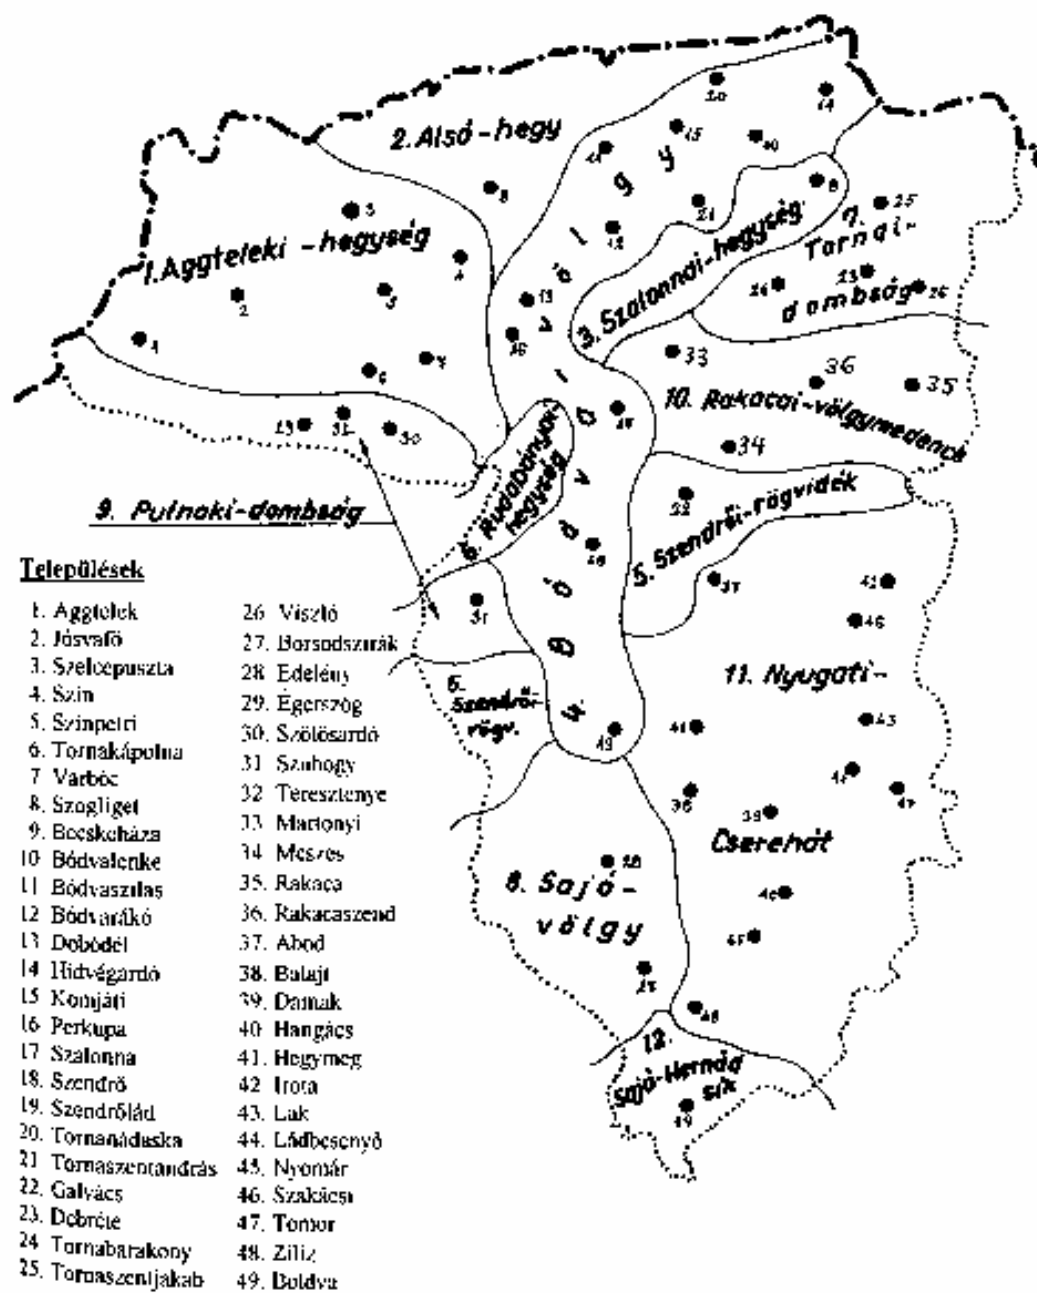 2. Alsó-hegy
1. Aggteleki-hegység
3. Szalonnai-hegység
7. Tornai-
dombság
10. Rakacai-völgymedence
6. Rudabányai-
hegység
5. Szendrői-rögvidék
4. Bódva völgy
9. Putnoki-dombság
5.
Szendrői-
rögv.
11. Nyugati-
Cserehát
8. Sajó-
völgy
12.
Sajó-Hernád
sík
Települések
1. Aggtelek
2. Jósvafő
3. Szelcepuszta
4. Szin
5. Szinpetri
6. Tornakápolna
7 Varbóc
8. Szögliget
9. Becskeháza
10 Bódvalenke
11 Bódvaszilas
12 Bódvarákó
13 Dobódél
14 Hidvégardó
15 Komjáti
16 Perkupa
17 Szalonna
18. Szendrő
19. Szendrőlád
20. Tornanádaska
21 Tornaszentandrás
22. Galvács
23. Debréte
24 Tornabarakony
25. Tornaszentjakab
26 Viszló
27. Borsodszirák
28 Edelény
29. Égerszög
30. Szőlősardó
31 Szuhogy
32 Teresztenye
33 Martonyi
34 Meszes
35. Rakaca
36. Rakacaszend
37. Abod
38. Balajt
39. Damak
40 Hangács
41. Hegymeg
42 Irota
43. Lak
44. Ládbesenyő
45. Nyomár
46. Szakácsi
47. Tomor
48. Ziliz
49. Boldva